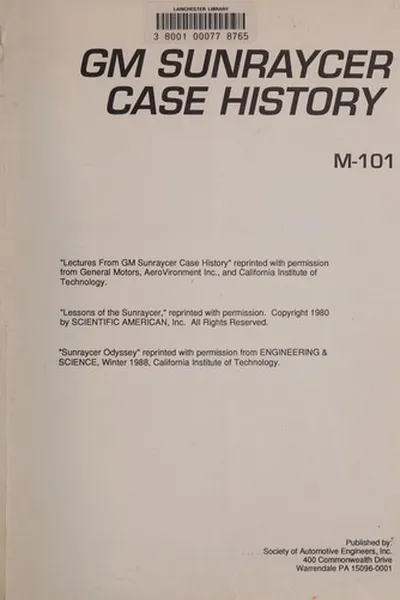 LANCHESTER LIBRARY
3 8001 00077 8765
GM SUNRAYCER
CASE HISTORY
M-101
"Lectures From GM Sunraycer Case History" reprinted with permission
from General Motors, AeroVironment Inc., and California Institute of
Technology.
"Lessons of the Sunraycer," reprinted with permission. Copyright 1980
by SCIENTIFIC AMERICAN, Inc. All Rights Reserved.
"Sunraycer Odyssey" reprinted with permission from ENGINEERING &
SCIENCE, Winter 1988, California Institute of Technology.
Published by:
Society of Automotive Engineers, Inc.
400 Commonwealth Drive
Warrendale PA 15096-0001